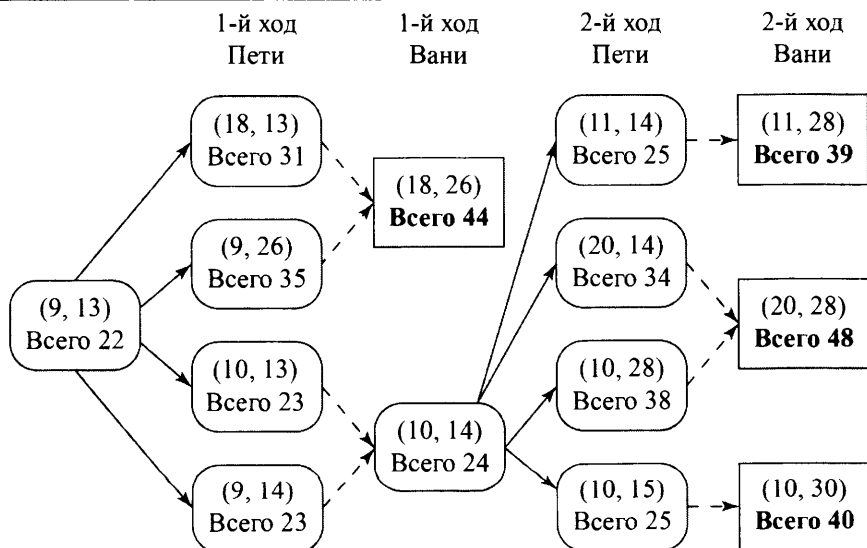 1-й ход
Пети
1-й ход
Вани
2-й ход
Пети
2-й ход
Вани
(9, 13)
Всего 22
(18, 13)
Всего 31
(9, 26)
Всего 35
(10, 13)
Всего 23
(9, 14)
Всего 23
(18, 26)
Всего 44
(10, 14)
Всего 24
(11, 14)
Всего 25
(20, 14)
Всего 34
(10, 28)
Всего 38
(10, 15)
Всего 25
(11, 28)
Всего 39
(20, 28)
Всего 48
(10, 30)
Всего 40